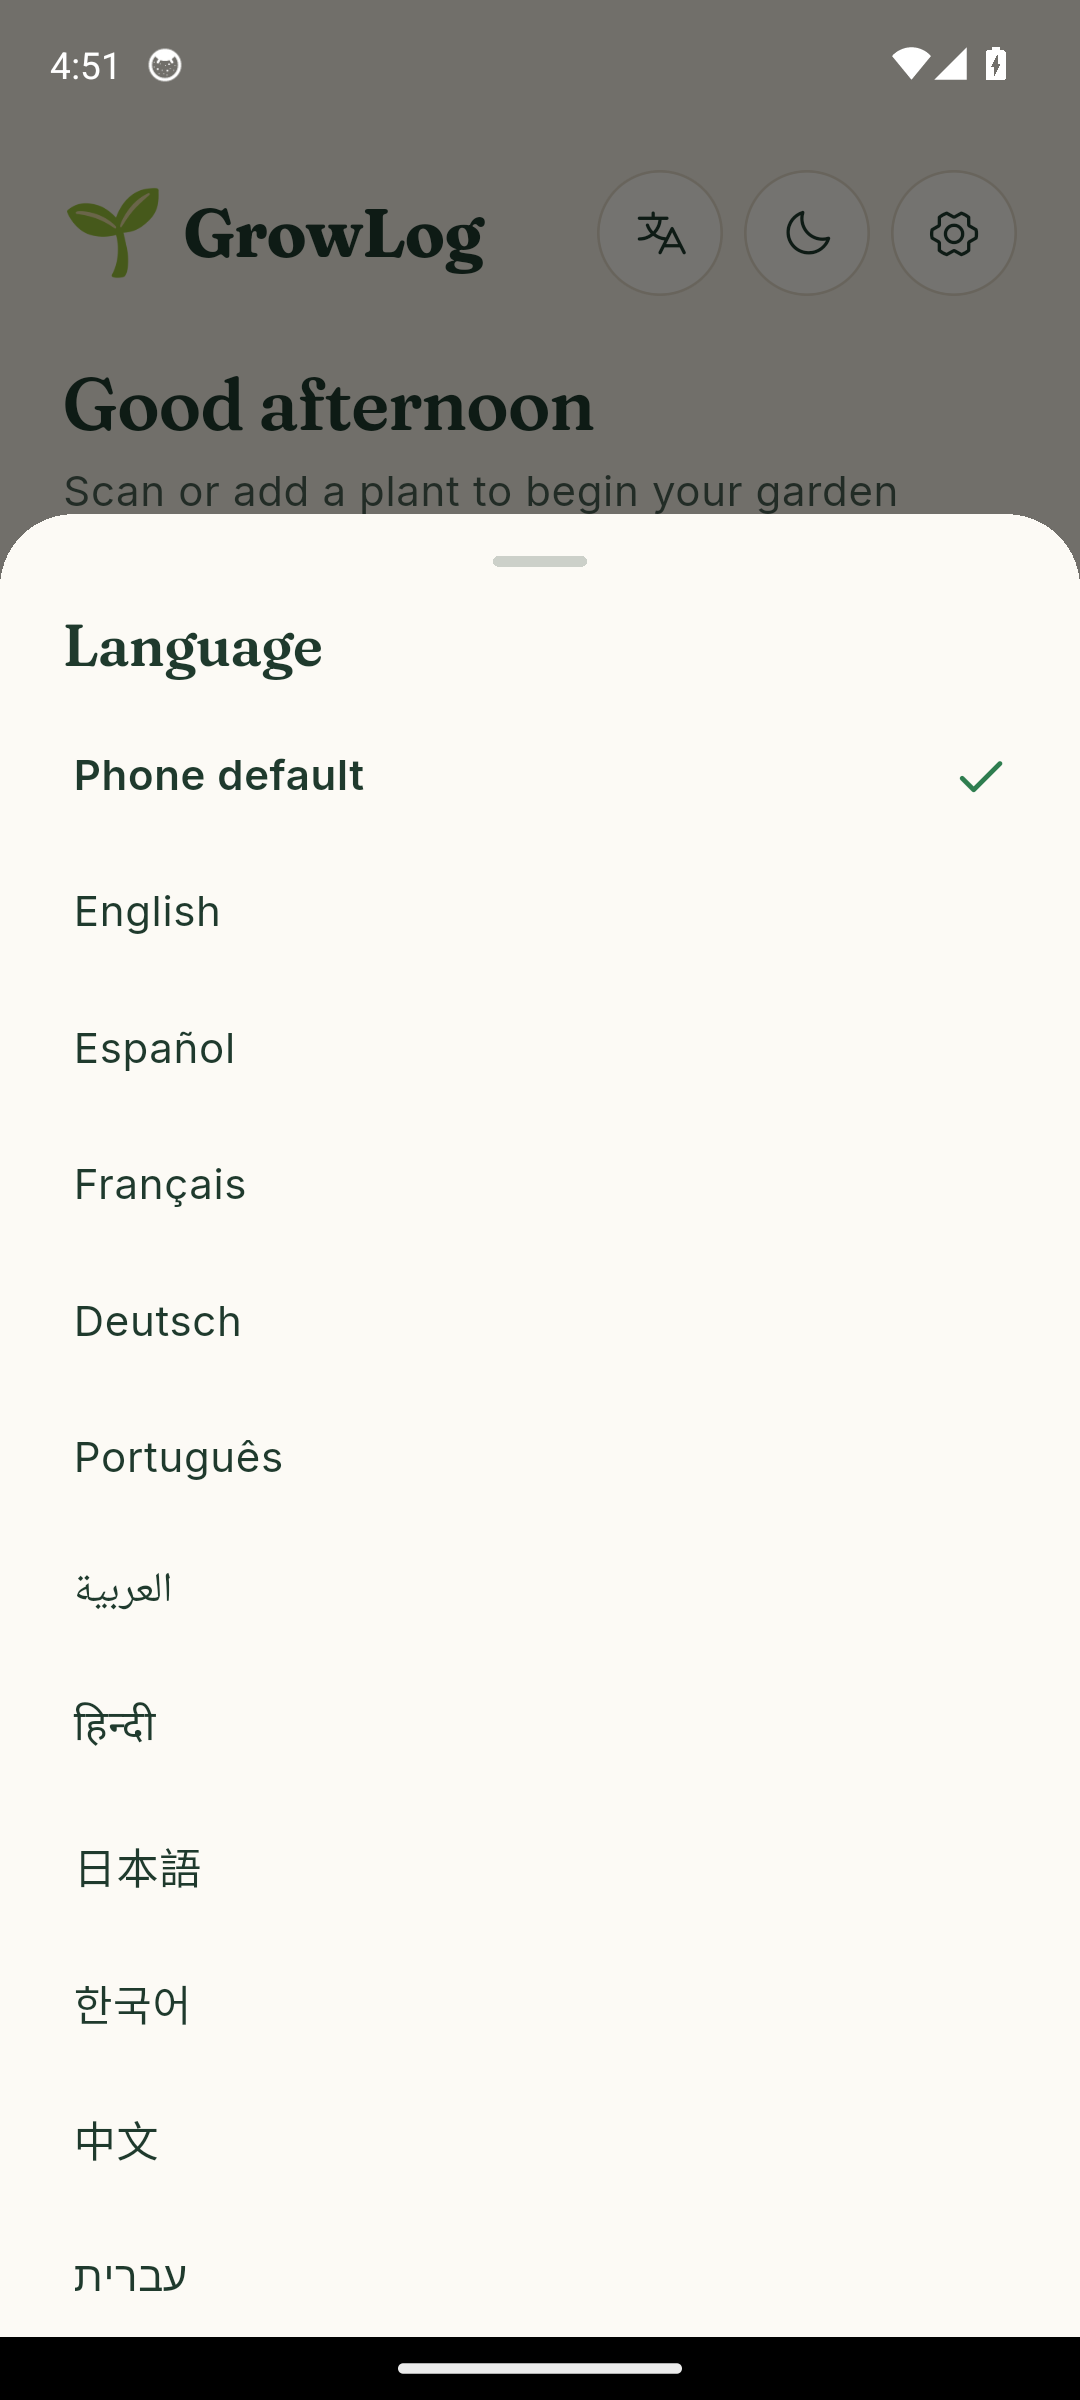 4:51
GrowLog
Good afternoon
Scan or add a plant to begin your garden
Language
Phone default
English
Español
Français
Deutsch
Português
العربية
हिन्दी
日本語
한국어
中文
עברית